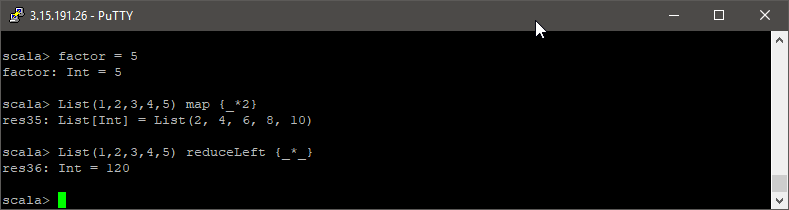 3.15.191.26 - PuTTY
scala> factor = 5
factor: Int = 5
scala> List(1,2,3,4,5) map {_*2}
res35: List[Int] = List(2, 4, 6, 8, 10)
scala> List(1,2,3,4,5) reduceLeft {_*_}
res36: Int = 120
scala>